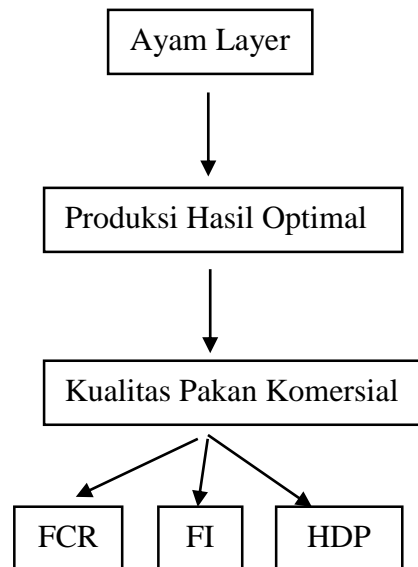 Ayam Layer
Produksi Hasil Optimal
Kualitas Pakan Komersial
FCR
FI
HDP